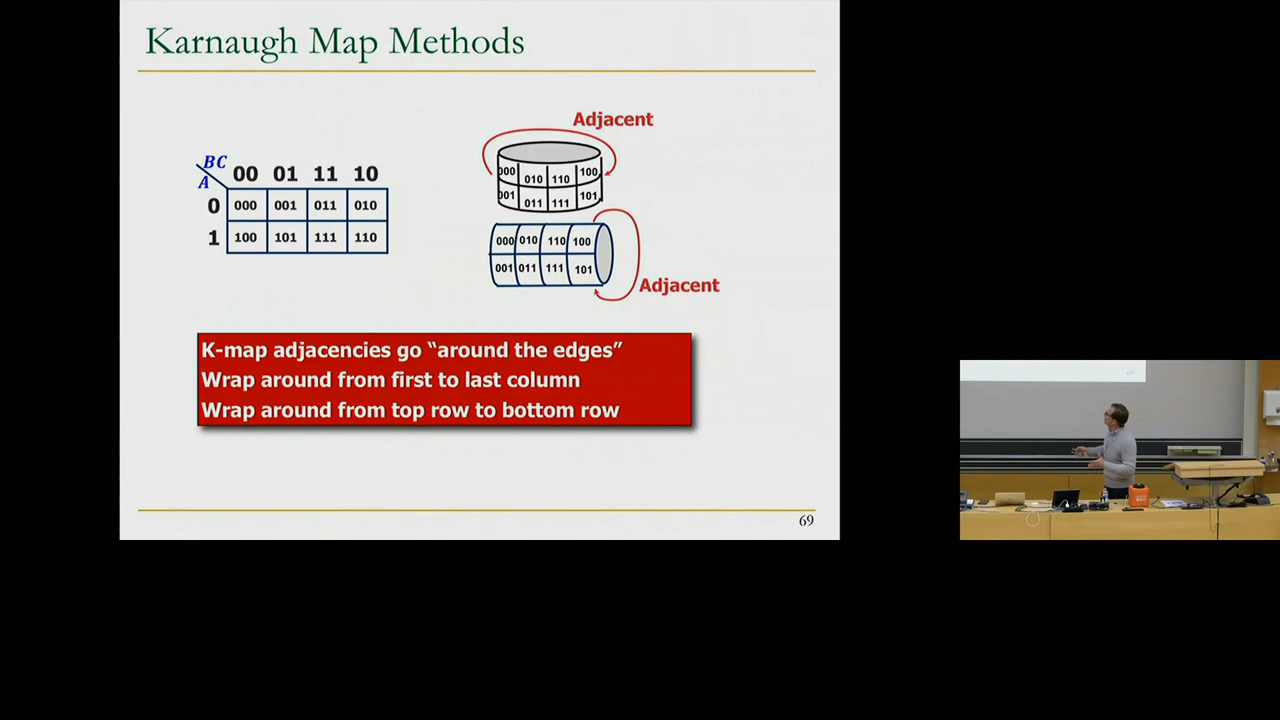 Karnaugh Map Methods
BC
A
00 01 11 10
0 000 001 011 010
1 100 101 111 110
Adjacent
000 010 110 100
001 011 111 101
000 010 110 100
001 011 111 101
Adjacent
K-map adjacencies go “around the edges”
Wrap around from first to last column
Wrap around from top row to bottom row
69